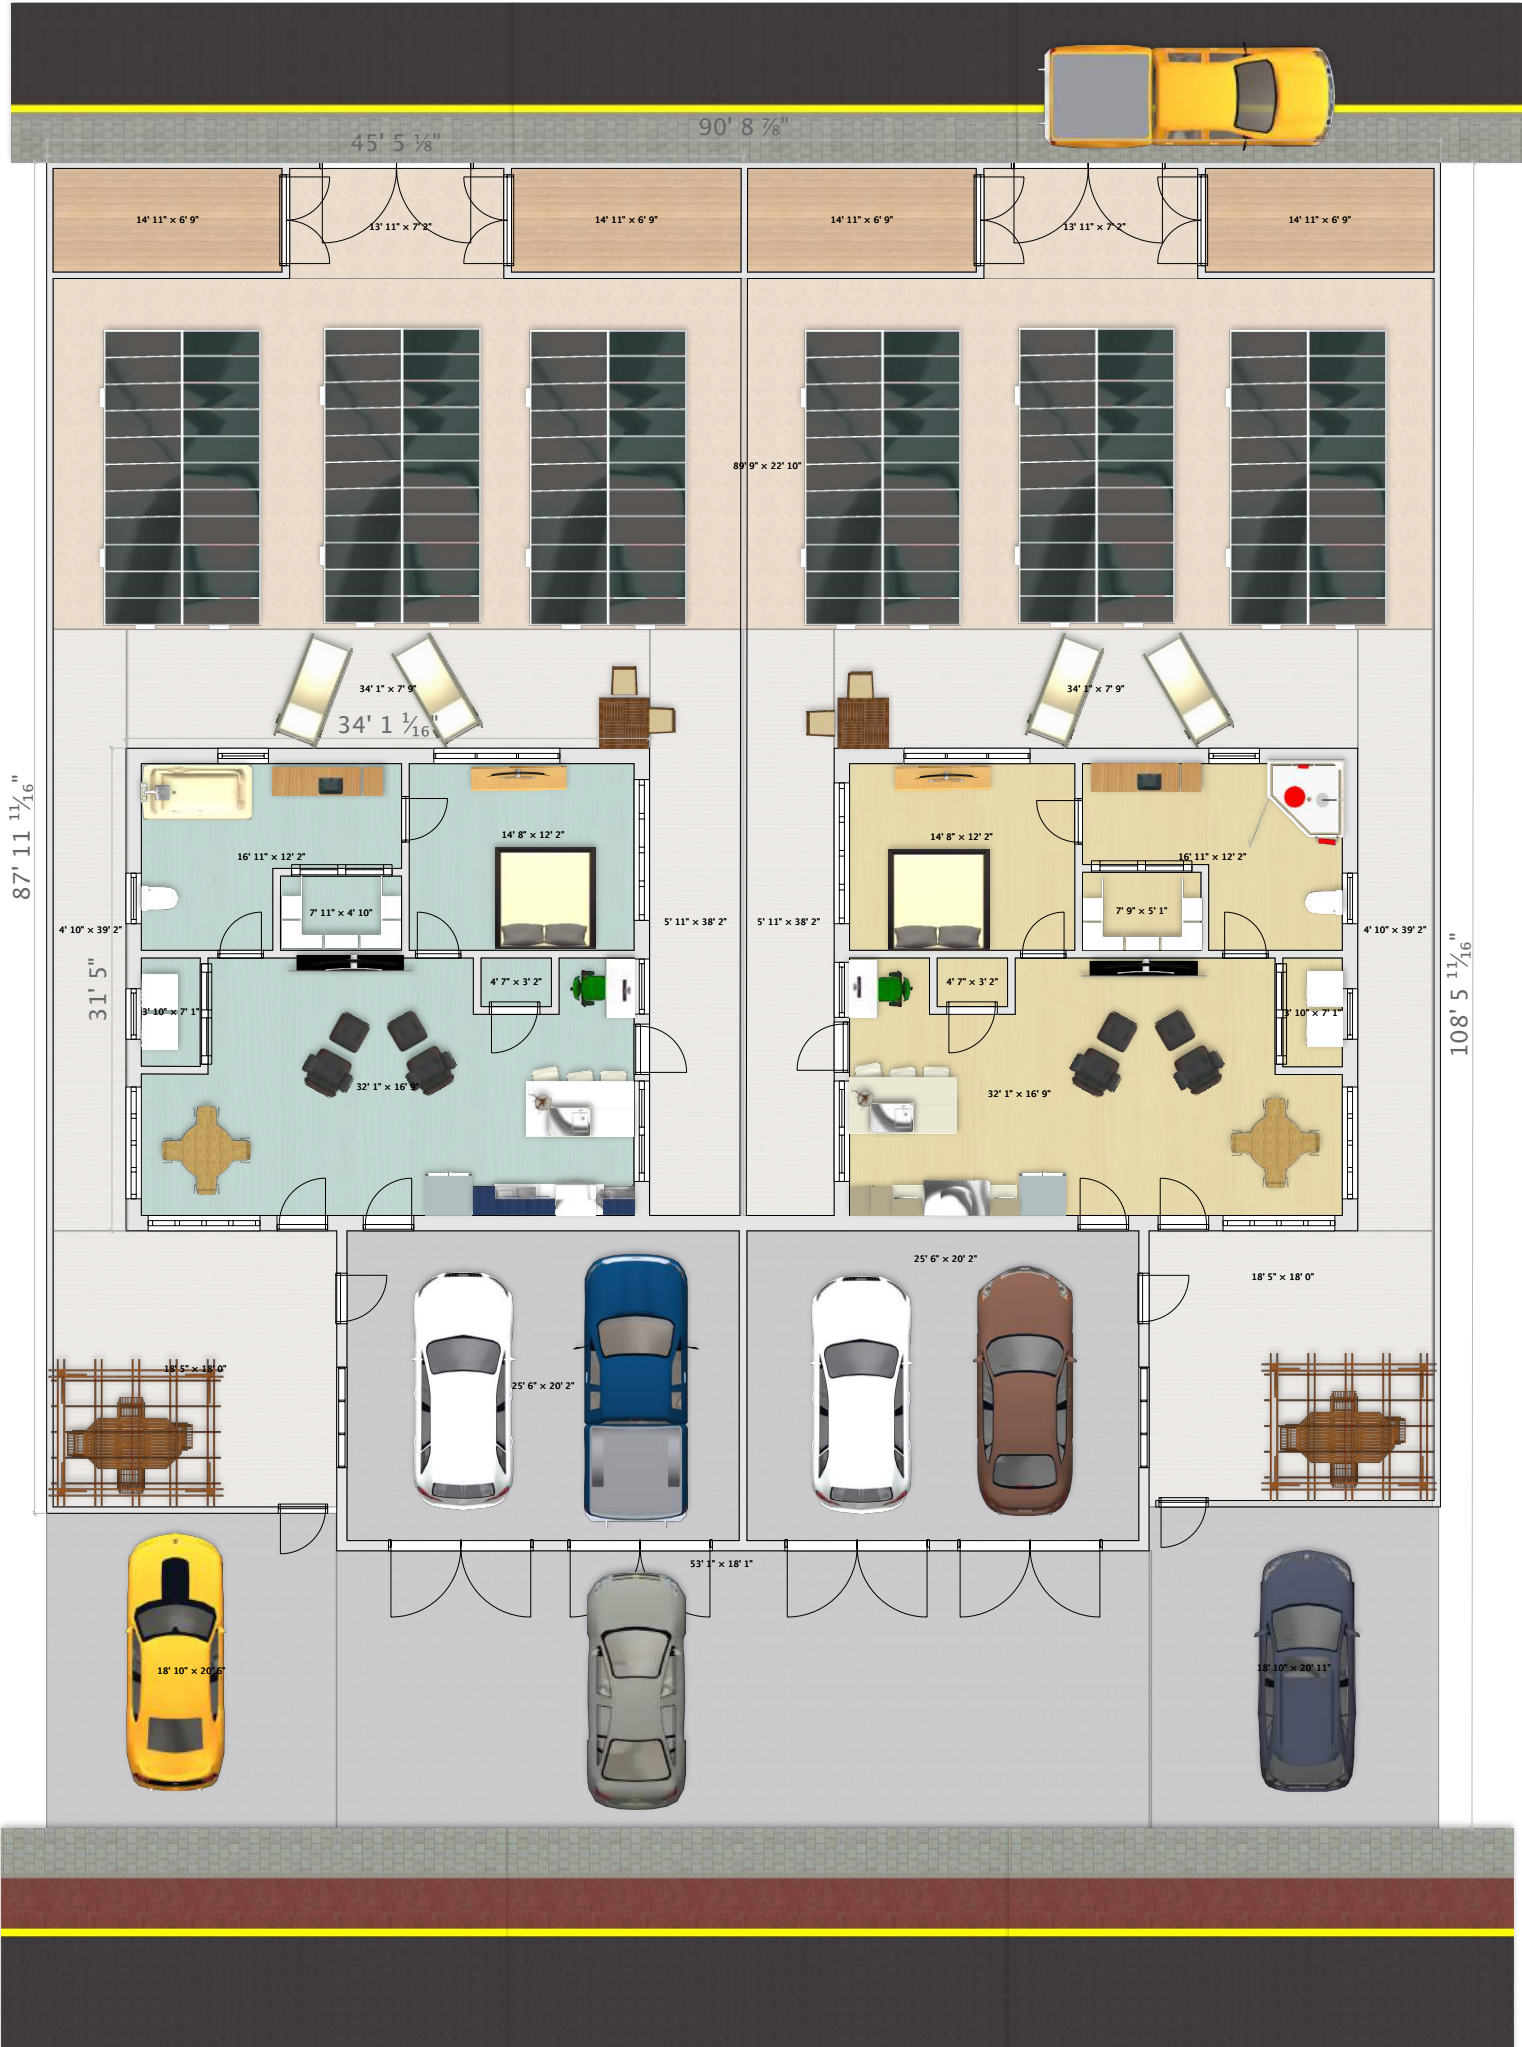 90' 8 ⅞"
45' 5 ⅛"
14' 11" × 6' 9"
13' 11" × 7' 2"
14' 11" × 6' 9"
14' 11" × 6' 9"
13' 11" × 7' 2"
14' 11" × 6' 9"
89' 9" × 22' 10"
34' 1" × 7' 9"
34' 1" × 7' 9"
34' 1 1⁄16"
87' 11 11⁄16"
14' 8" × 12' 2"
14' 8" × 12' 2"
16' 11" × 12' 2"
16' 11" × 12' 2"
7' 11" × 4' 10"
7' 9" × 5' 1"
5' 11" × 38' 2"
5' 11" × 38' 2"
4' 10" × 39' 2"
4' 10" × 39' 2"
31' 5"
108' 5 11⁄16"
4' 7" × 3' 2"
4' 7" × 3' 2"
3' 10" × 7' 1"
3' 10" × 7' 1"
32' 1" × 16' 9"
32' 1" × 16' 9"
25' 6" × 20' 2"
18' 5" × 18' 0"
18' 5" × 18' 0"
25' 6" × 20' 2"
53' 1" × 18' 1"
18' 10" × 20' 6"
18' 10" × 20' 11"